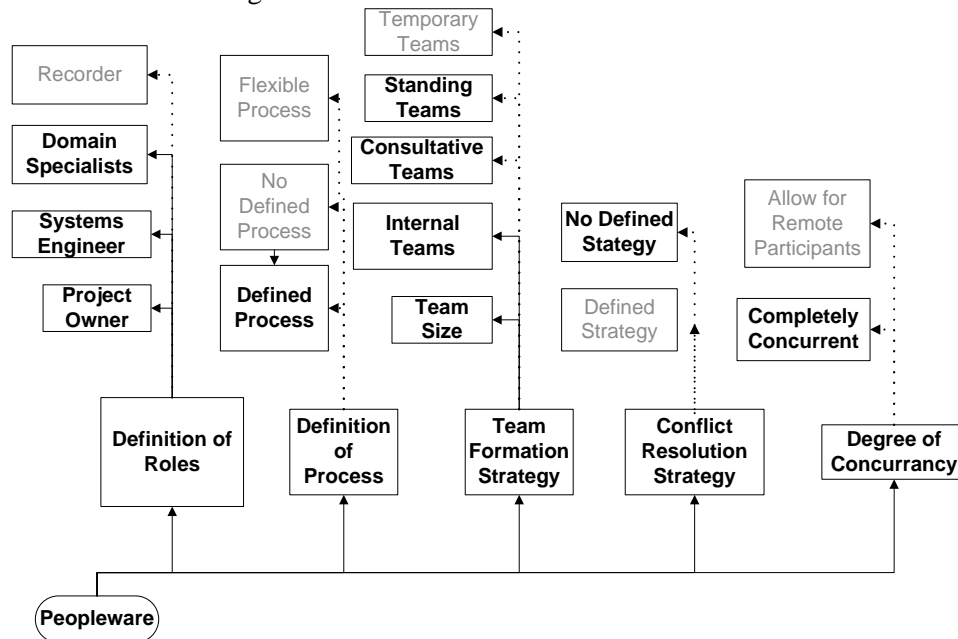 Temporary
Teams
Recorder
Flexible
Process
Standing
Teams
Domain
Specialists
Consultative
Teams
No
Defined
Process
Systems
Engineer
Internal
Teams
No Defined
Stategy
Allow for
Remote
Participants
Project
Owner
Defined
Process
Team
Size
Defined
Strategy
Completely
Concurrent
Definition of
Roles
Definition
of
Process
Team
Formation
Strategy
Conflict
Resolution
Strategy
Degree of
Concurrancy
Peopleware